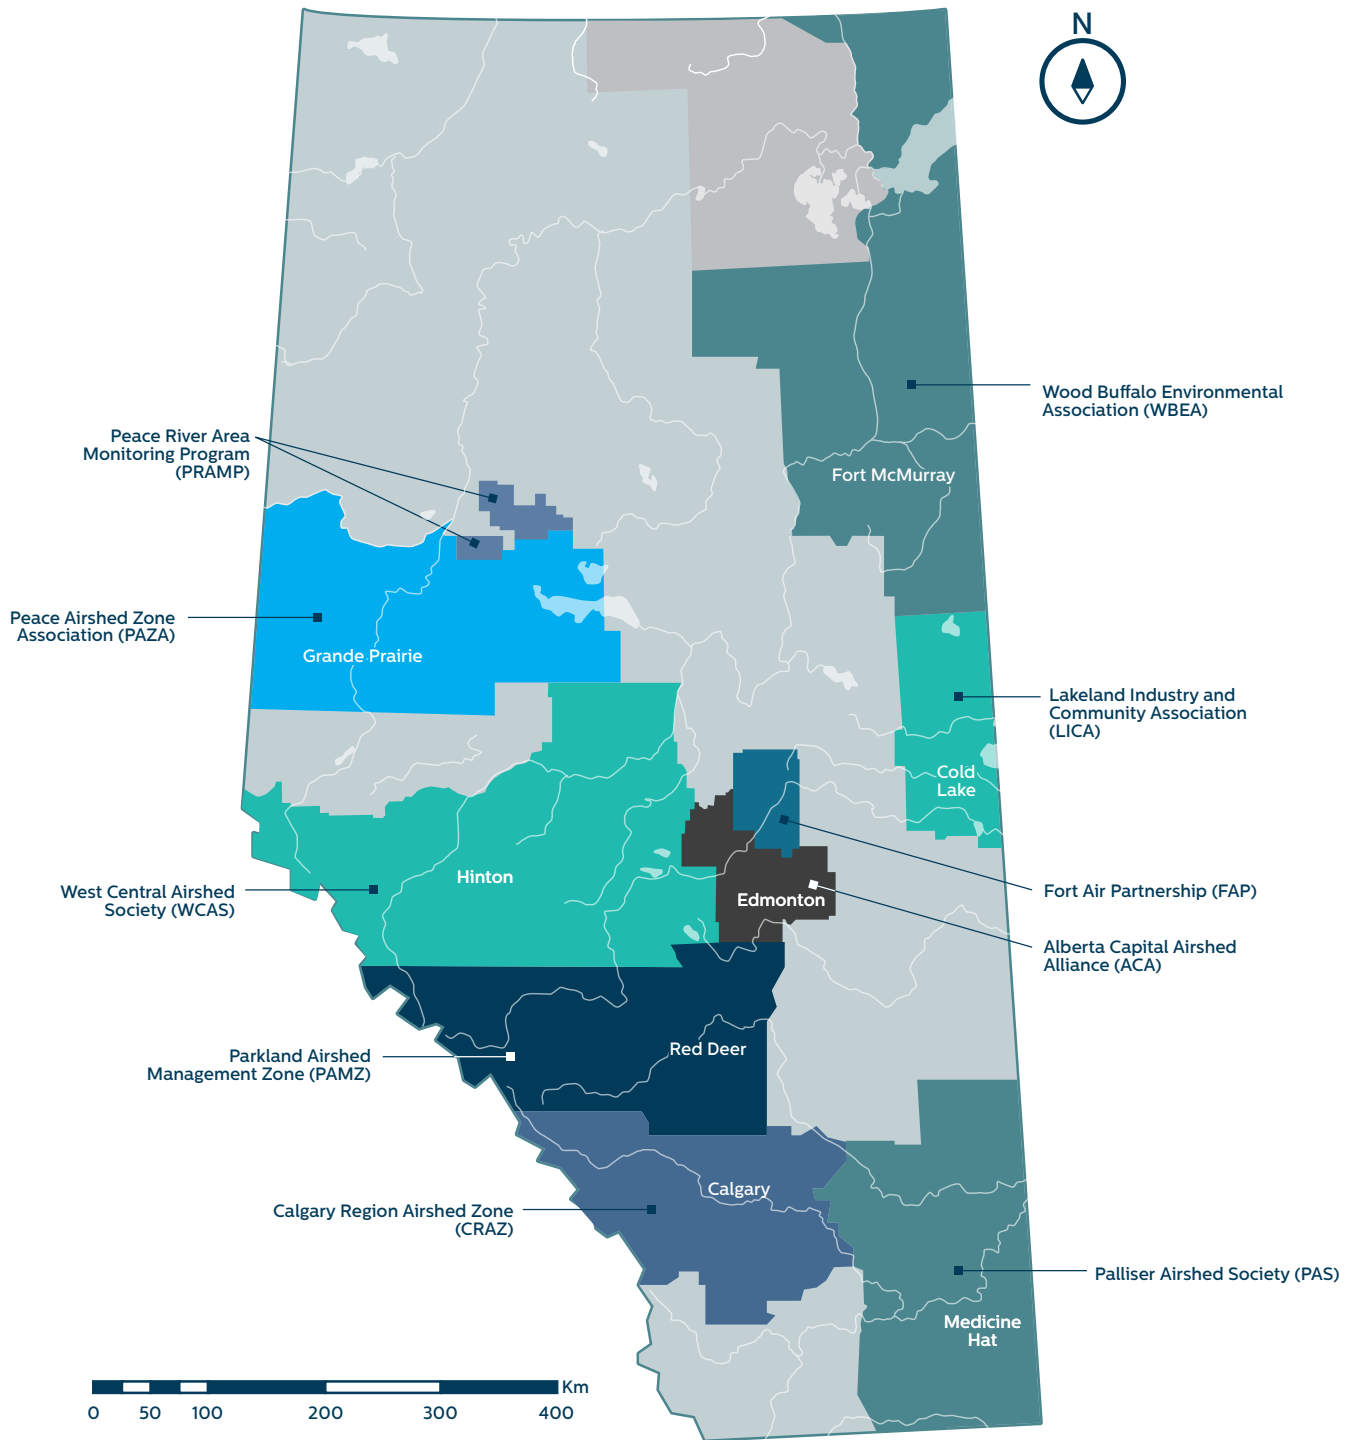 N
Wood Buffalo Environmental
Association (WBEA)
Peace River Area
Monitoring Program
(PRAMP)
Fort McMurray
Peace Airshed Zone
Association (PAZA)
Grande Prairie
Lakeland Industry and
Community Association
(LICA)
Cold
Lake
West Central Airshed
Society (WCAS)
Hinton
Edmonton
Fort Air Partnership (FAP)
Alberta Capital Airshed
Alliance (ACA)
Parkland Airshed
Management Zone (PAMZ)
Red Deer
Calgary
Calgary Region Airshed Zone
(CRAZ)
Palliser Airshed Society (PAS)
Medicine
Hat
Km
0 50 100 200 300 400